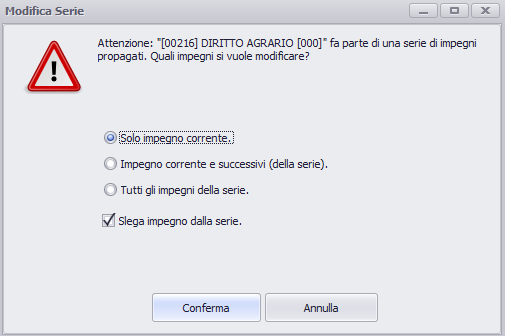 Modifica Serie
Attenzione: "[00216] DIRITTO AGRARIO [000]" fa parte di una serie di impegni
propagati. Quali impegni si vuole modificare?
Solo impegno corrente.
Impegno corrente e successivi (della serie).
Tutti gli impegni della serie.
Slega impegno dalla serie.
Conferma
Annulla